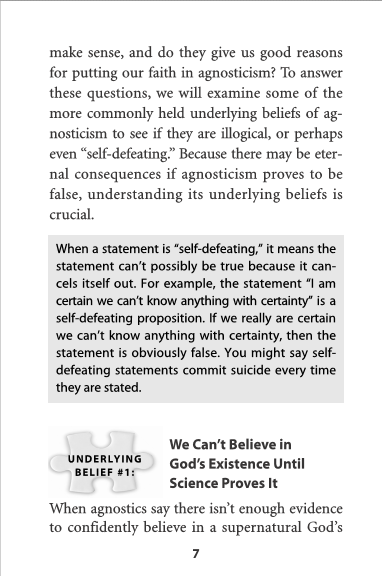 make sense, and do they give us good reasons
for putting our faith in agnosticism? To answer
these questions, we will examine some of the
more commonly held underlying beliefs of ag-
nosticism to see if they are illogical, or perhaps
even “self-defeating.” Because there may be eter-
nal consequences if agnosticism proves to be
false, understanding its underlying beliefs is
crucial.
When a statement is “self-defeating,” it means the
statement can’t possibly be true because it can-
cels itself out. For example, the statement “I am
certain we can’t know anything with certainty” is a
self-defeating proposition. If we really are certain
we can’t know anything with certainty, then the
statement is obviously false. You might say self-
defeating statements commit suicide every time
they are stated.
UNDERLYING
BELIEF #1:
We Can’t Believe in
God’s Existence Until
Science Proves It
When agnostics say there isn’t enough evidence
to confidently believe in a supernatural God’s
7